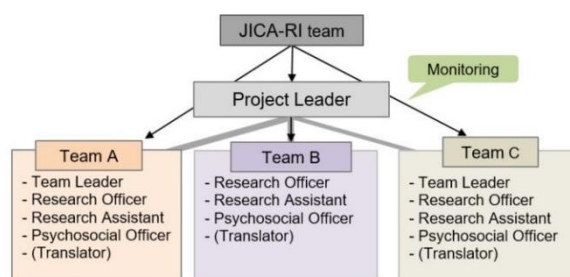 JICA-RI team
Monitoring
Project Leader
Team A
- Team Leader
- Research Officer
- Research Assistant
- Psychosocial Officer
- (Translator)
Team B
- Research Officer
- Research Assistant
- Psychosocial Officer
- (Translator)
Team C
- Team Leader
- Research Officer
- Research Assistant
- Psychosocial Officer
- (Translator)